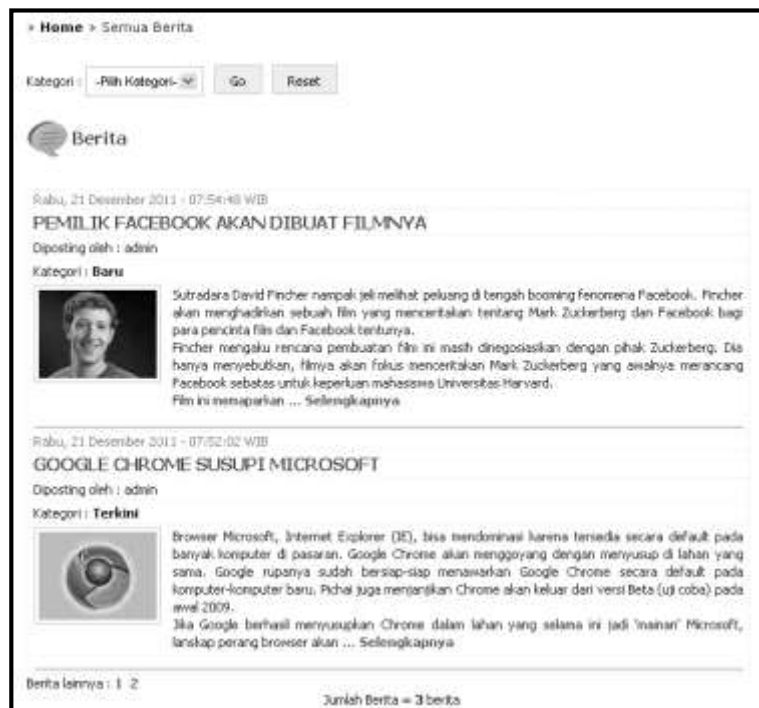 » Home » Semua Berita
Kategori : -Pilih Kategori- Go Reset
Berita
Rabu, 21 Desember 2011 - 07:54:48 WIB
PEMILIK FACEBOOK AKAN DIBUAT FILMNYA
Diposting oleh : admin
Kategori : Baru
Sutradara David Fincher nampak jeli melihat peluang di tengah booming fenomena Facebook. Fincher
akan menghadirkan sebuah film yang menceritakan tentang Mark Zuckerberg dan Facebook bagi
para pencinta film dan Facebook tentunya.
Fincher mengaku rencana pembuatan film ini masih dinegosiasikan dengan pihak Zuckerberg. Dia
hanya menyebutkan, filmya akan fokus menceritakan Mark Zuckerberg yang awalnya merancang
Facebook sebatas untuk keperluan mahasiswa Universitas Harvard.
Film ini memaparkan ... Selengkapnya
Rabu, 21 Desember 2011 - 07:52:02 WIB
GOOGLE CHROME SUSUPI MICROSOFT
Diposting oleh : admin
Kategori : Terkini
Browser Microsoft, Internet Explorer (IE), bisa mendominasi karena tersedia secara default pada
banyak komputer di pasaran. Google Chrome akan menggoyang dengan menyusup di lahan yang
sama. Google rupanya sudah bersiap-siap menawarkan Google Chrome secara default pada
komputer-komputer baru. Pichai juga menjanjikan Chrome akan keluar dari versi Beta (uji coba) pada
awal 2009.
Jika Google berhasil menyusupkan Chrome dalam lahan yang selama ini jadi 'mainan' Microsoft,
lanskap perang browser akan ... Selengkapnya
Berita lainnya : 1 2
Jumlah Berita = 3 berita